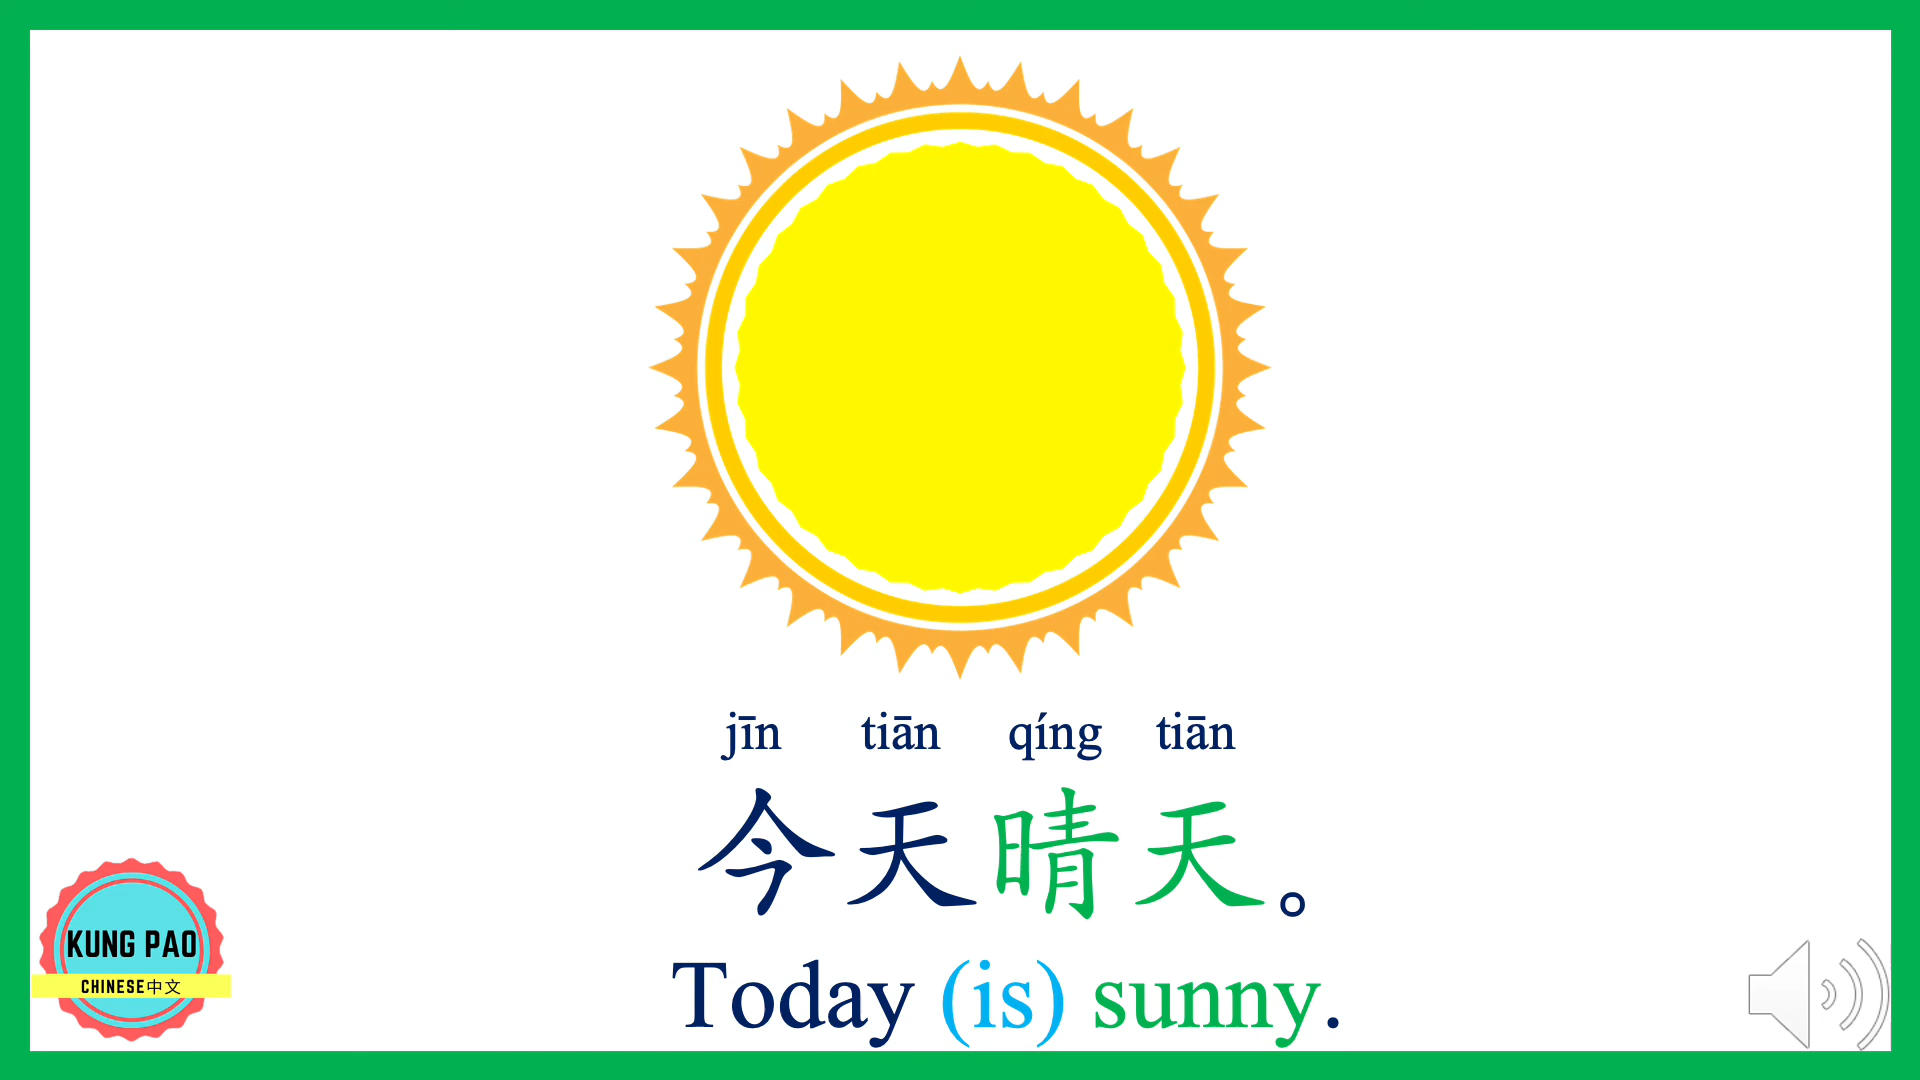 jīn tiān qíng tiān
今天晴天。
Today (is) sunny.
KUNG PAO
CHINESE中文